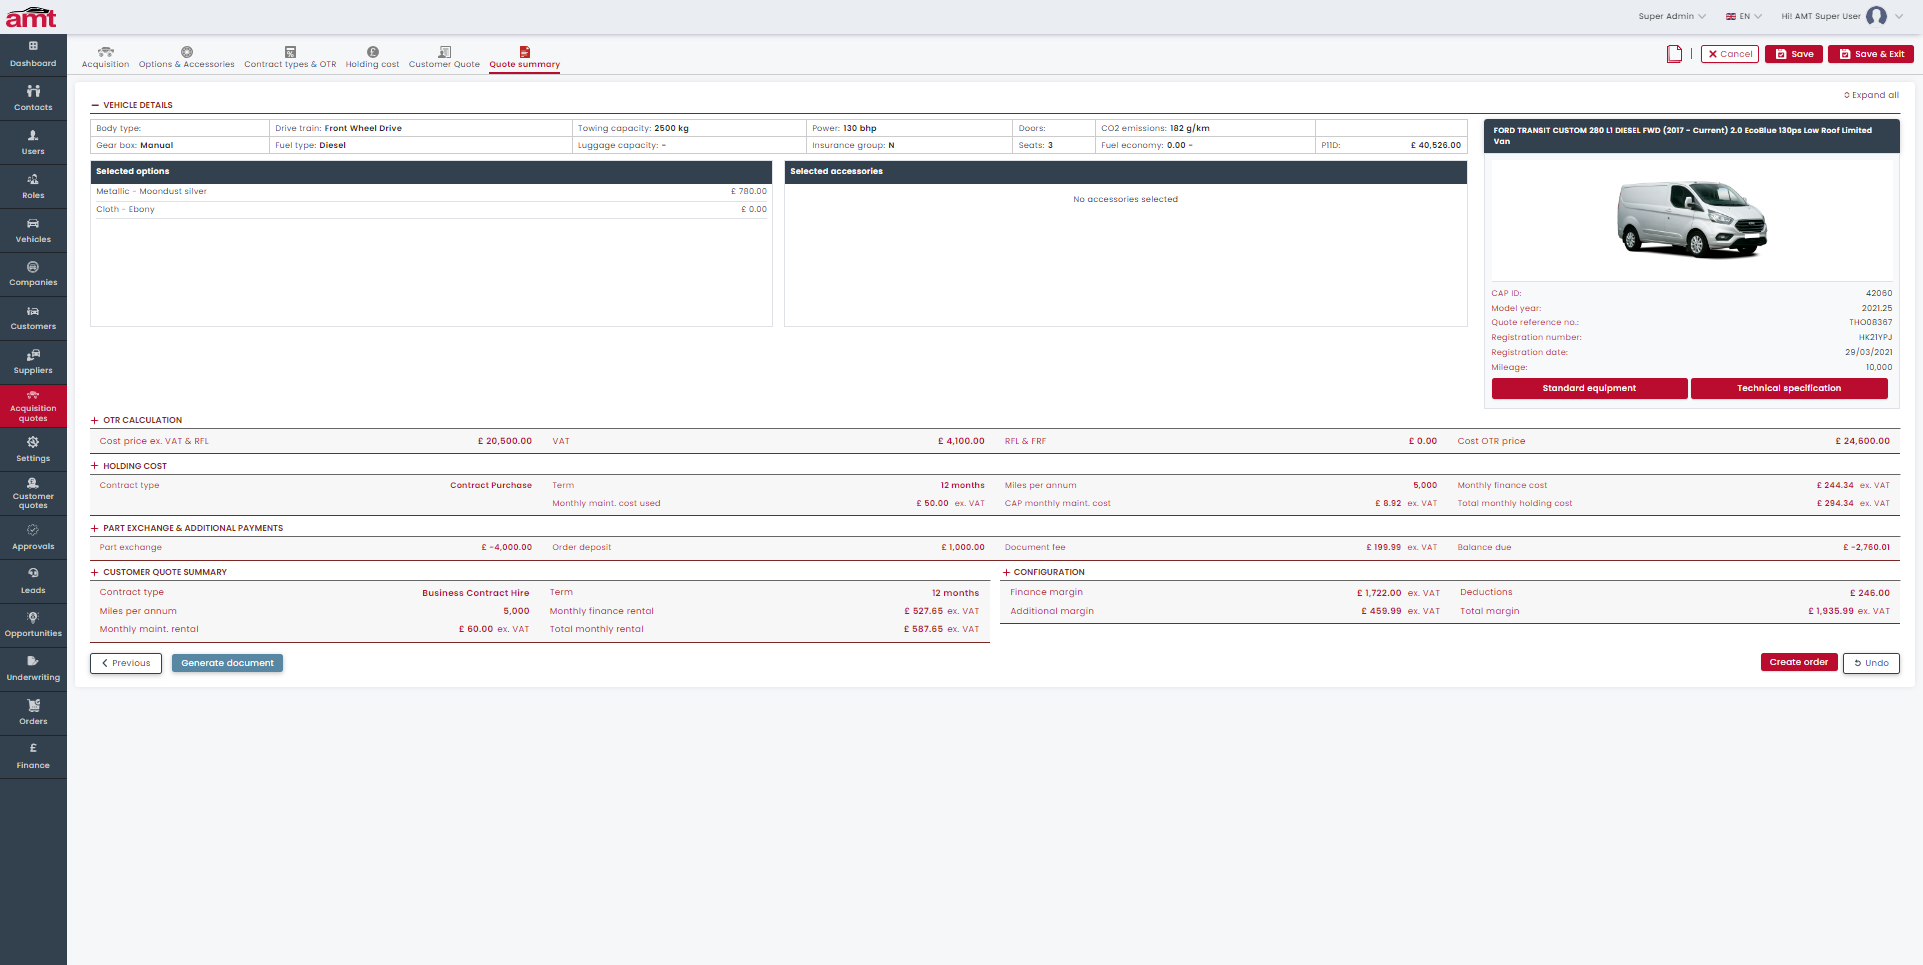 amt
Super Admin
EN
Hi! AMT Super User
Dashboard
Contacts
Users
Roles
Vehicles
Companies
Customers
Suppliers
Acquisition
quotes
Settings
Customer
quotes
Approvals
Leads
Opportunities
Underwriting
Orders
£
Finance
Acquisition
Options & Accessories
Contract types & OTR
Holding cost
Customer Quote
Quote summary
Cancel
Save
Save & Exit
Expand all
VEHICLE DETAILS
Body type:
Drive train: Front Wheel Drive
Towing capacity: 2500 kg
Power: 130 bhp
Doors:
CO2 emissions: 182 g/km
Gear box: Manual
Fuel type: Diesel
Luggage capacity: -
Insurance group: N
Seats: 3
Fuel economy: 0.00 -
P11D: £ 40,526.00
Selected options
Metallic - Moondust silver £ 780.00
Cloth - Ebony £ 0.00
Selected accessories
No accessories selected
FORD TRANSIT CUSTOM 280 L1 DIESEL FWD (2017 - Current) 2.0 EcoBlue 130ps Low Roof Limited
Van
CAP ID: 42060
Model year: 2021.25
Quote reference no.: THO08367
Registration number: HK21YPJ
Registration date: 29/03/2021
Mileage: 10,000
Standard equipment
Technical specification
OTR CALCULATION
Cost price ex. VAT & RFL £ 20,500.00 VAT £ 4,100.00 RFL & FRF £ 0.00 Cost OTR price £ 24,600.00
HOLDING COST
Contract type Contract Purchase Term 12 months Miles per annum 5,000 Monthly finance cost £ 244.34 ex. VAT
Monthly maint. cost used £ 50.00 ex. VAT CAP monthly maint. cost £ 8.92 ex. VAT Total monthly holding cost £ 294.34 ex. VAT
PART EXCHANGE & ADDITIONAL PAYMENTS
Part exchange £ -4,000.00 Order deposit £ 1,000.00 Document fee £ 199.99 ex. VAT Balance due £ -2,760.01
CUSTOMER QUOTE SUMMARY
Contract type Business Contract Hire Term 12 months
Miles per annum 5,000 Monthly finance rental £ 527.65 ex. VAT
Monthly maint. rental £ 60.00 ex. VAT Total monthly rental £ 587.65 ex. VAT
CONFIGURATION
Finance margin £ 1,722.00 ex. VAT Deductions £ 246.00
Additional margin £ 459.99 ex. VAT Total margin £ 1,935.99 ex. VAT
Previous
Generate document
Create order
Undo